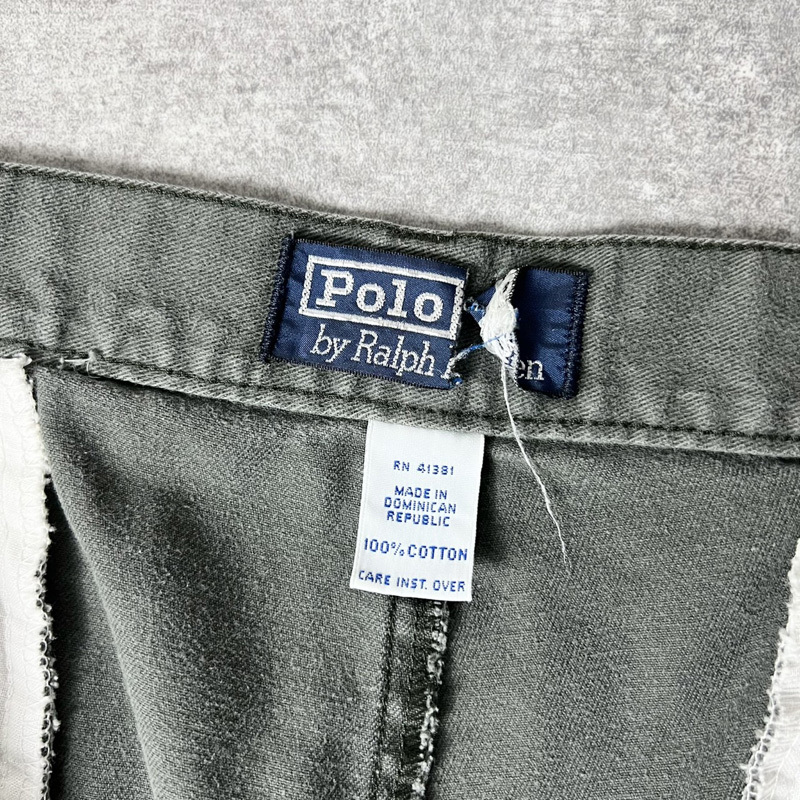 Polo
by Ralph
RN 41381
MADE IN
DOMINICAN
REPUBLIC
100% COTTON
CARE INST. OVER